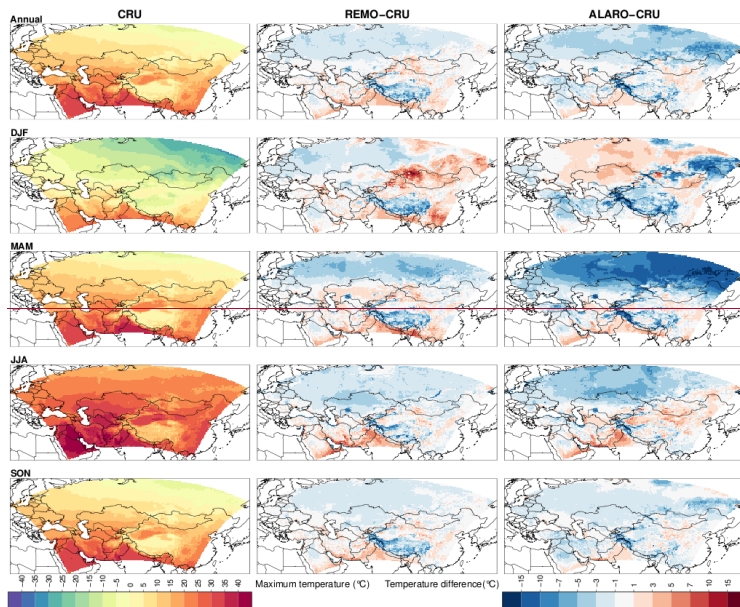 CRU REMO−CRU ALARO−CRU
Annual
DJF
MAM
JJA
SON
Maximum temperature (°C) Temperature difference(°C)
−40 −35 −30 −25 −20 −15 −10 −5 0 5 10 15 20 25 30 35 40 −15 −10 −7 −5 −3 −1 1 3 5 7 10 15